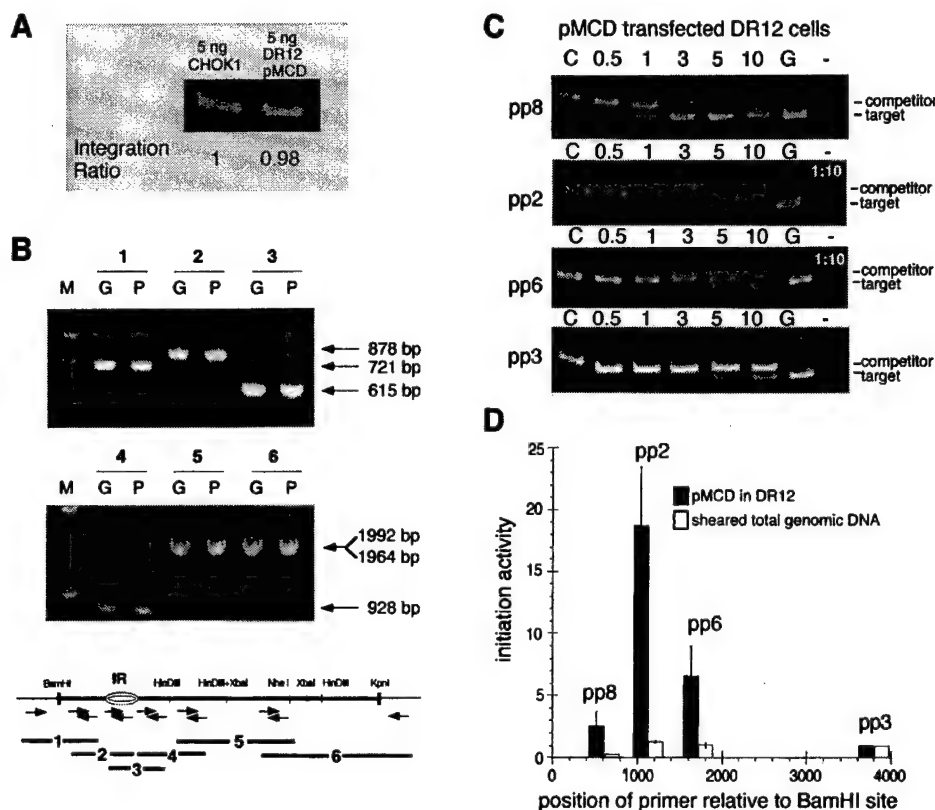 A
5 ng
CHOK1
5 ng
DR12
pMCD
Integration
Ratio
1
0.98
B
1 2 3
M G P G P G P
878 bp
721 bp
615 bp
4 5 6
M G P G P G P
1992 bp
1964 bp
928 bp
BamHI IR HinDIII HinDIII+XbaI Nhe I XbaI HinDIII KpnI
1
2
3
4
5
6
C
pMCD transfected DR12 cells
C 0.5 1 3 5 10 G -
pp8
competitor
target
C 0.5 1 3 5 10 G -
1:10
pp2
competitor
target
C 0.5 1 3 5 10 G -
1:10
pp6
competitor
target
C 0.5 1 3 5 10 G -
pp3
competitor
target
D
initiation activity
25
20
15
10
5
0
pp2
pMCD in DR12
sheared total genomic DNA
pp6
pp8
pp3
0 1000 2000 3000 4000
position of primer relative to BamHI site